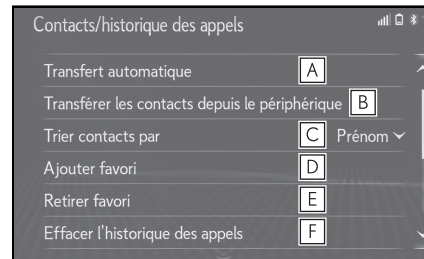 Contacts/historique des appels
Transfert automatique A
Transférer les contacts depuis le périphérique B
Trier contacts par C Prénom
Ajouter favori D
Retirer favori E
Effacer l'historique des appels F